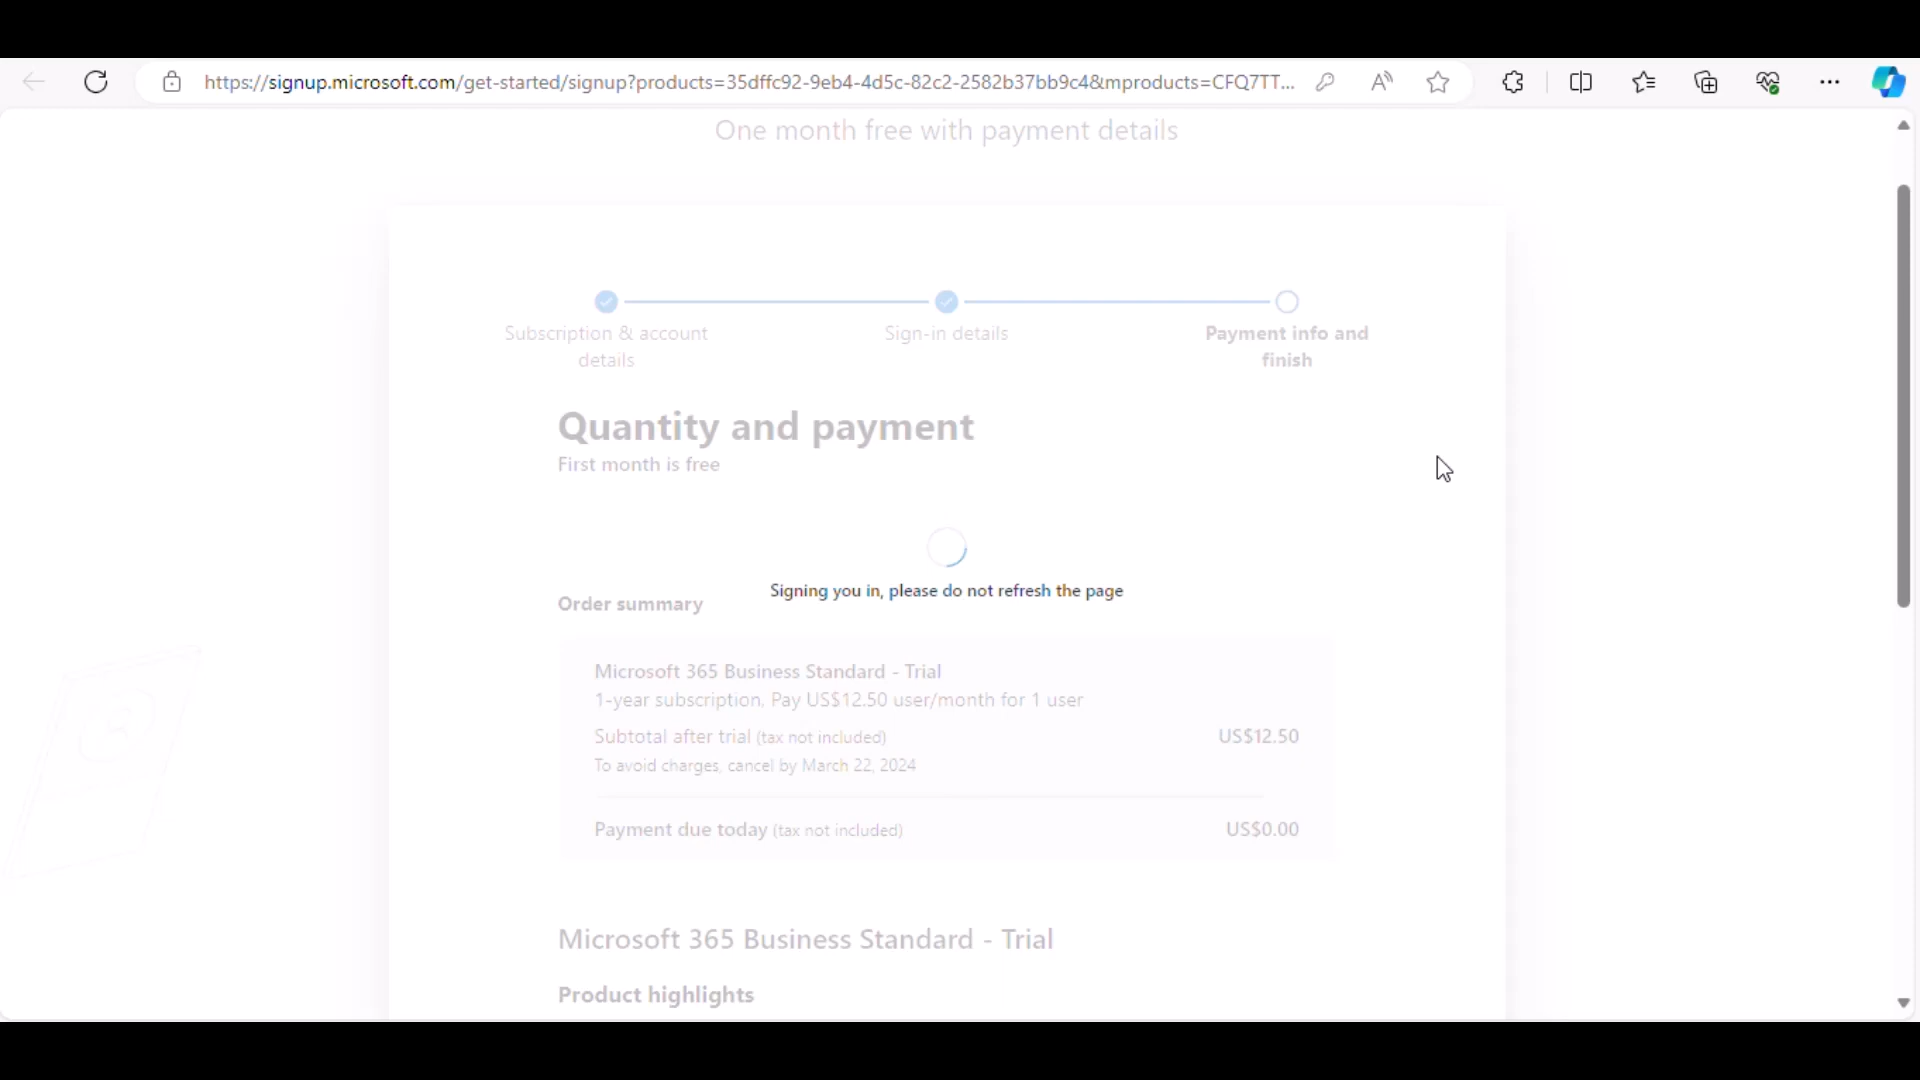 https://signup.microsoft.com/get-started/signup?products=35dffc92-9eb4-4d5c-82c2-2582b37bb9c4&mproducts=CFQ7TT...
One month free with payment details
Subscription & account
details
Sign-in details
Payment info and
finish
Quantity and payment
First month is free
Signing you in, please do not refresh the page
Order summary
Microsoft 365 Business Standard - Trial
1-year subscription. Pay US$12.50 user/month for 1 user
Subtotal after trial (tax not included) US$12.50
To avoid charges, cancel by March 22, 2024
Payment due today (tax not included) US$0.00
Microsoft 365 Business Standard - Trial
Product highlights